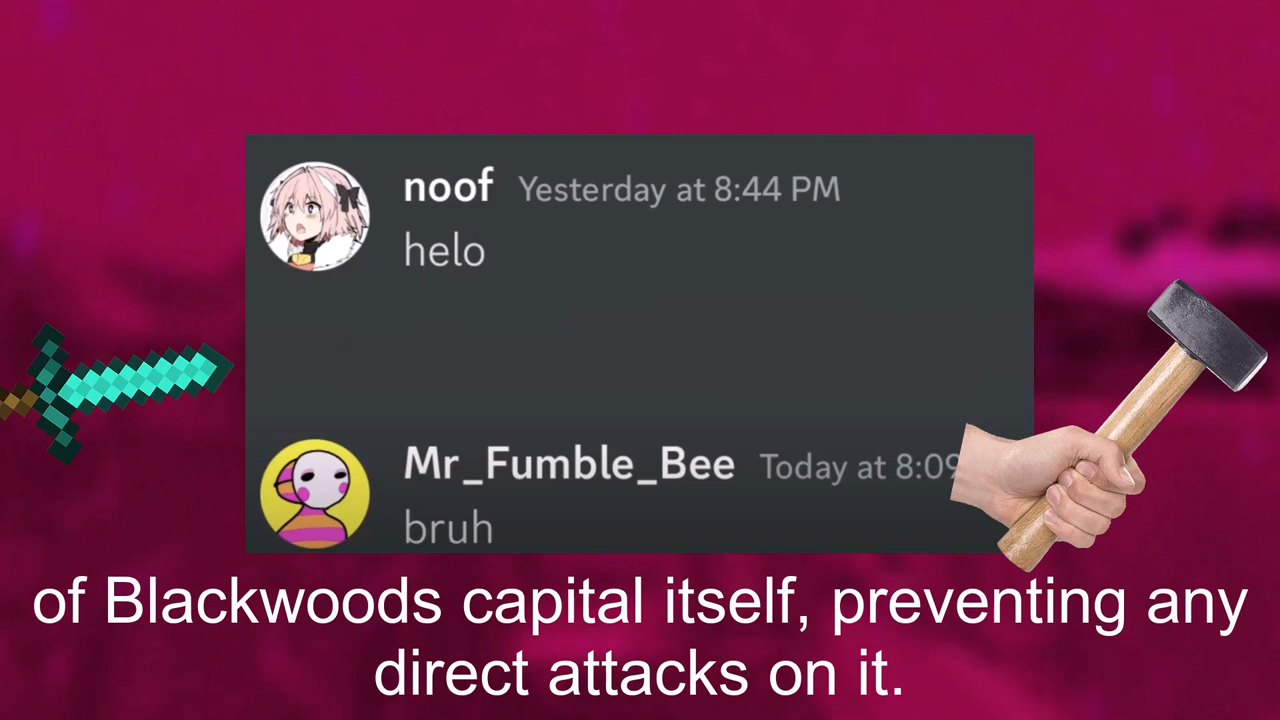 noof Yesterday at 8:44 PM
helo
Mr_Fumble_Bee Today at 8:09
bruh
of Blackwoods capital itself, preventing any
direct attacks on it.